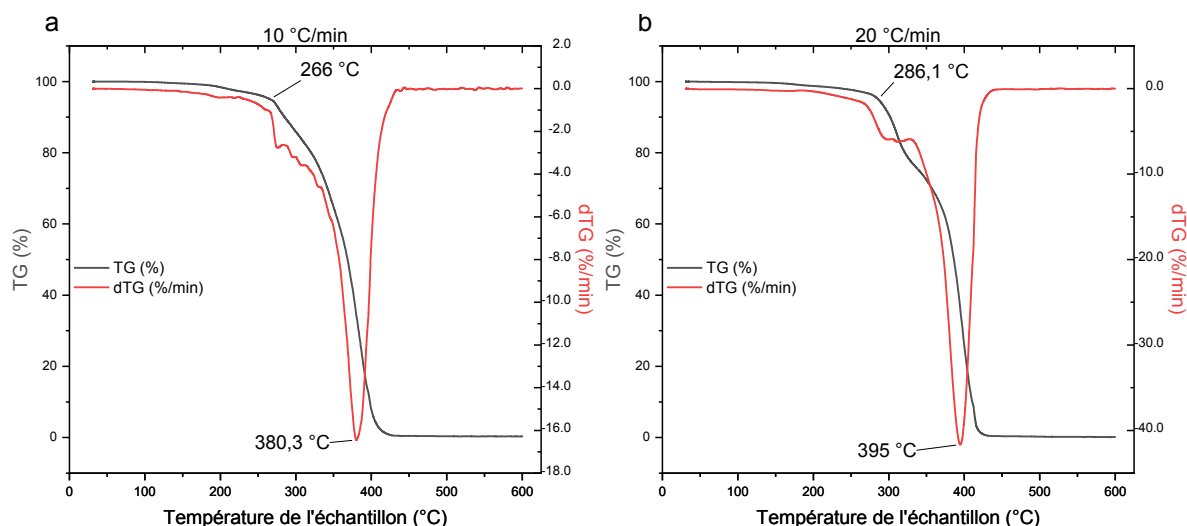 a
10 °C/min
2.0
100
266 °C
0.0
80
-2.0
-4.0
60
-6.0
TG (%)
TG (%)
dTG (%/min)
-8.0
dTG (%/min)
40
-10.0
-12.0
20
-14.0
0
380,3 °C
-16.0
-18.0
0 100 200 300 400 500 600
Température de l'échantillon (°C)
b
20 °C/min
100
286,1 °C
0.0
80
-10.0
60
-20.0
TG (%)
TG (%)
dTG (%/min)
dTG (%/min)
40
-30.0
20
0
395 °C
-40.0
0 100 200 300 400 500 600
Température de l'échantillon (°C)